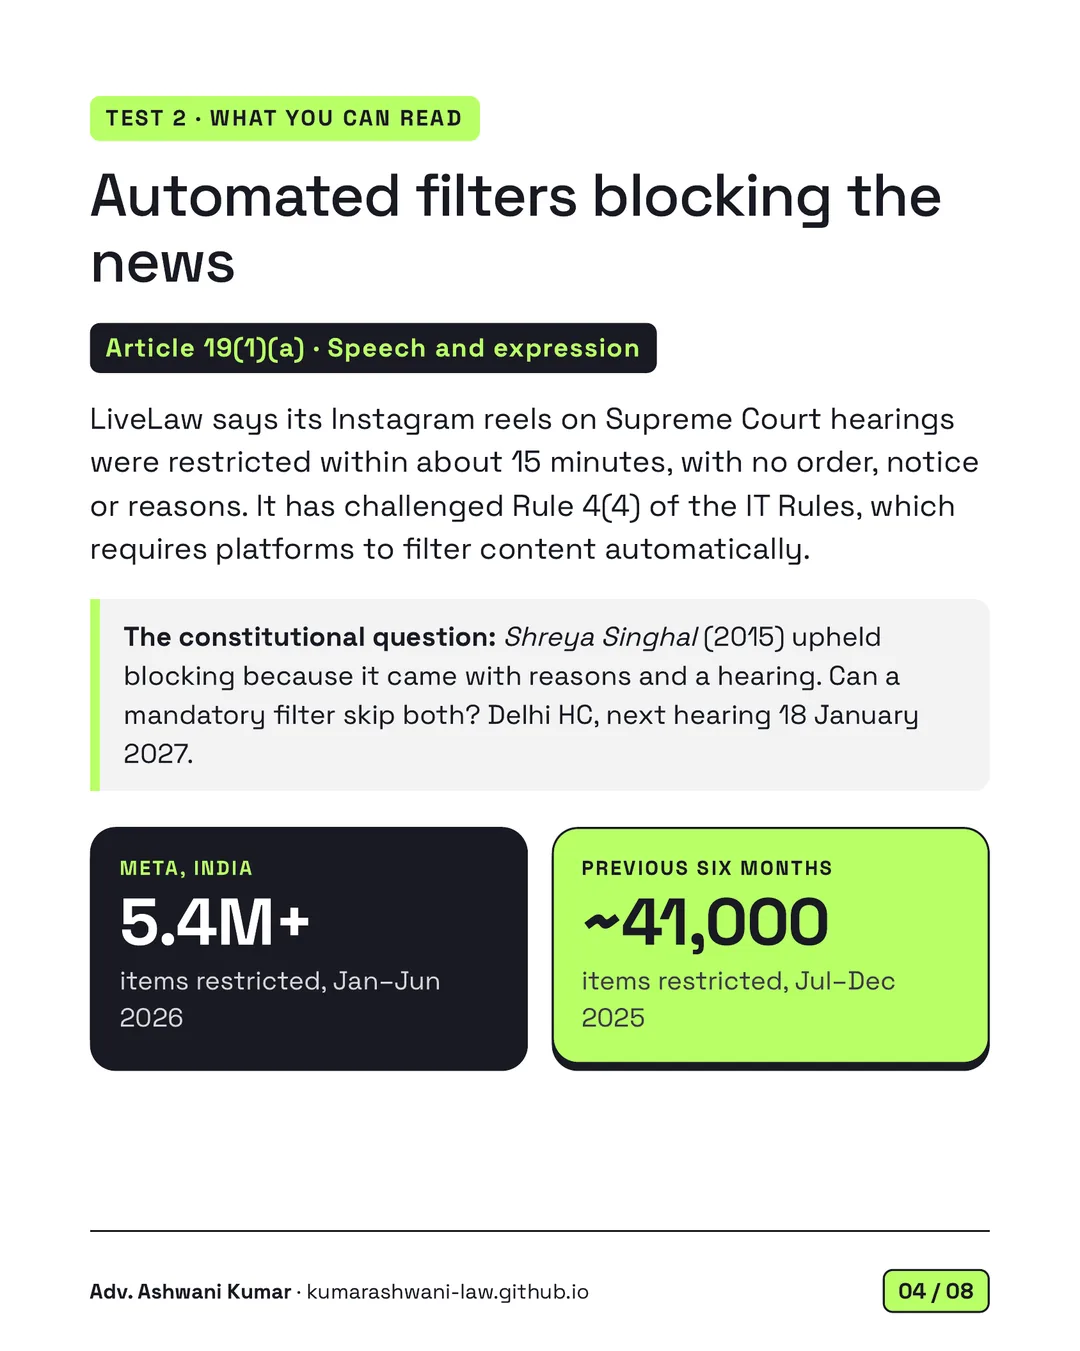 TEST 2 · WHAT YOU CAN READ
Automated filters blocking the
news
Article 19(1)(a) · Speech and expression
LiveLaw says its Instagram reels on Supreme Court hearings
were restricted within about 15 minutes, with no order, notice
or reasons. It has challenged Rule 4(4) of the IT Rules, which
requires platforms to filter content automatically.
The constitutional question: Shreya Singhal (2015) upheld
blocking because it came with reasons and a hearing. Can a
mandatory filter skip both? Delhi HC, next hearing 18 January
2027.
META, INDIA
5.4M+
items restricted, Jan–Jun
2026
PREVIOUS SIX MONTHS
~41,000
items restricted, Jul–Dec
2025
Adv. Ashwani Kumar · kumarashwani-law.github.io
04 / 08